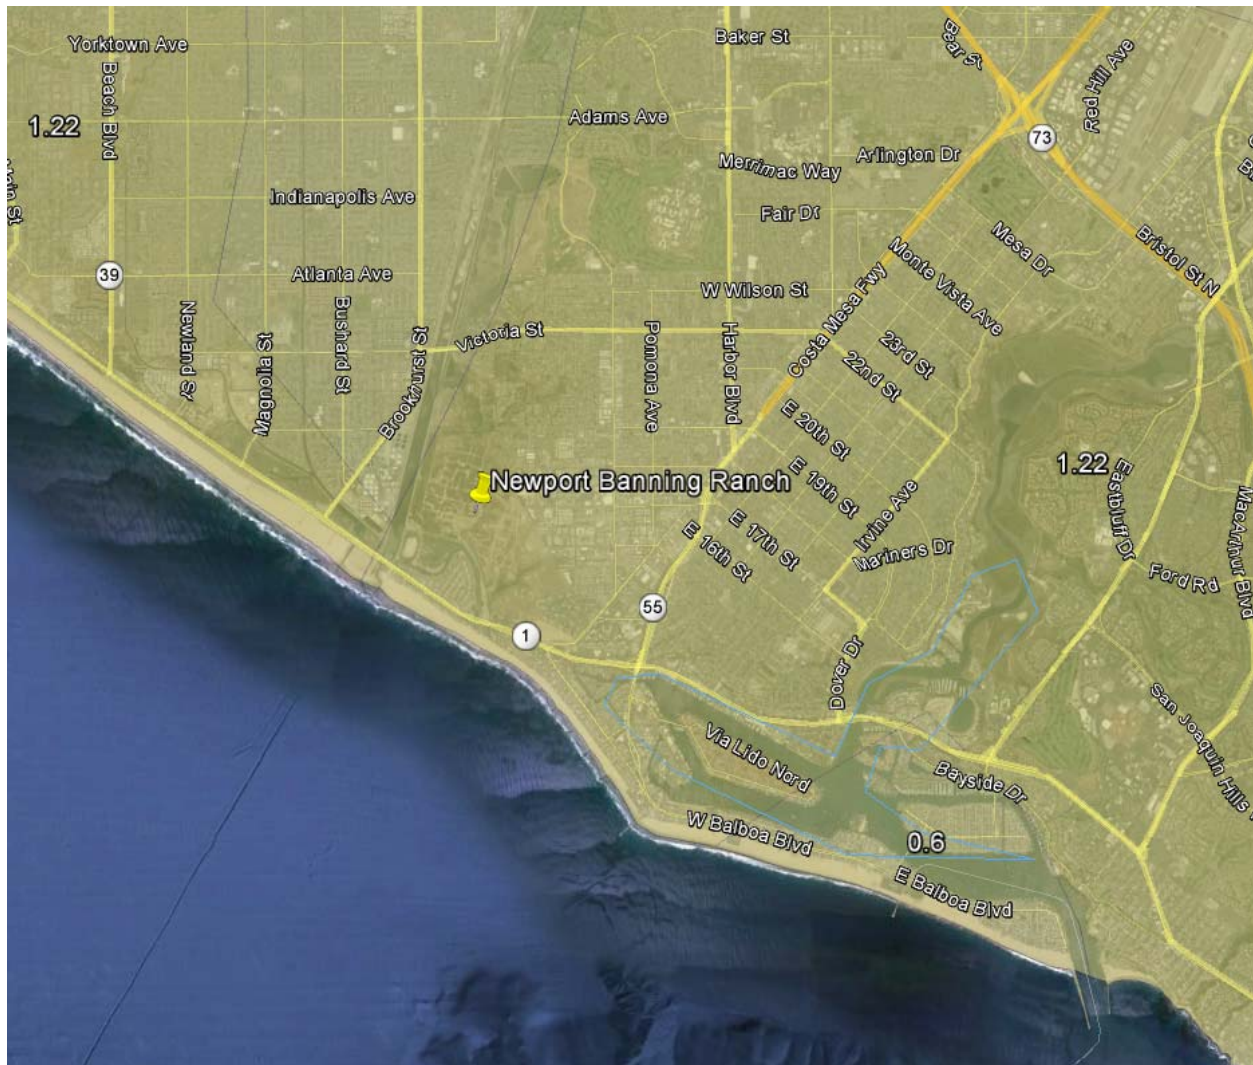 Yorktown Ave
Baker St
Bear St
Red Hill Ave
Beach Blvd
1.22
Adams Ave
73
Merrimac Way
Arlington Dr
Main St
Indianapolis Ave
Fair Dr
Mesa Dr
Bristol St N
Monte Vista Ave
39
Atlanta Ave
W Wilson St
Costa Mesa Fwy
Newland St
Magnolia St
Bushard St
Brookhurst St
Victoria St
Pomona Ave
Harbor Blvd
23rd St
22nd St
E 20th St
E 19th St
1.22
Eastbluff Dr
MacArthur Blvd
Newport Banning Ranch
E 17th St
E 16th St
Irvine Ave
Mariners Dr
Ford Rd
55
1
Dover Dr
San Joaquin Hills
Via Lido Nord
Bayside Dr
W Balboa Blvd
0.6
E Balboa Blvd